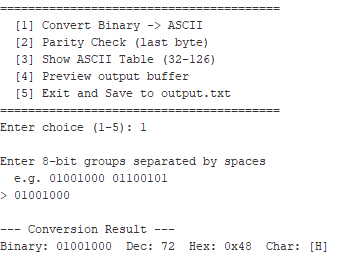 ========================================
[1] Convert Binary -> ASCII
[2] Parity Check (last byte)
[3] Show ASCII Table (32-126)
[4] Preview output buffer
[5] Exit and Save to output.txt
========================================
Enter choice (1-5): 1
Enter 8-bit groups separated by spaces
e.g. 01001000 01100101
> 01001000
--- Conversion Result ---
Binary: 01001000  Dec: 72  Hex: 0x48  Char: [H]